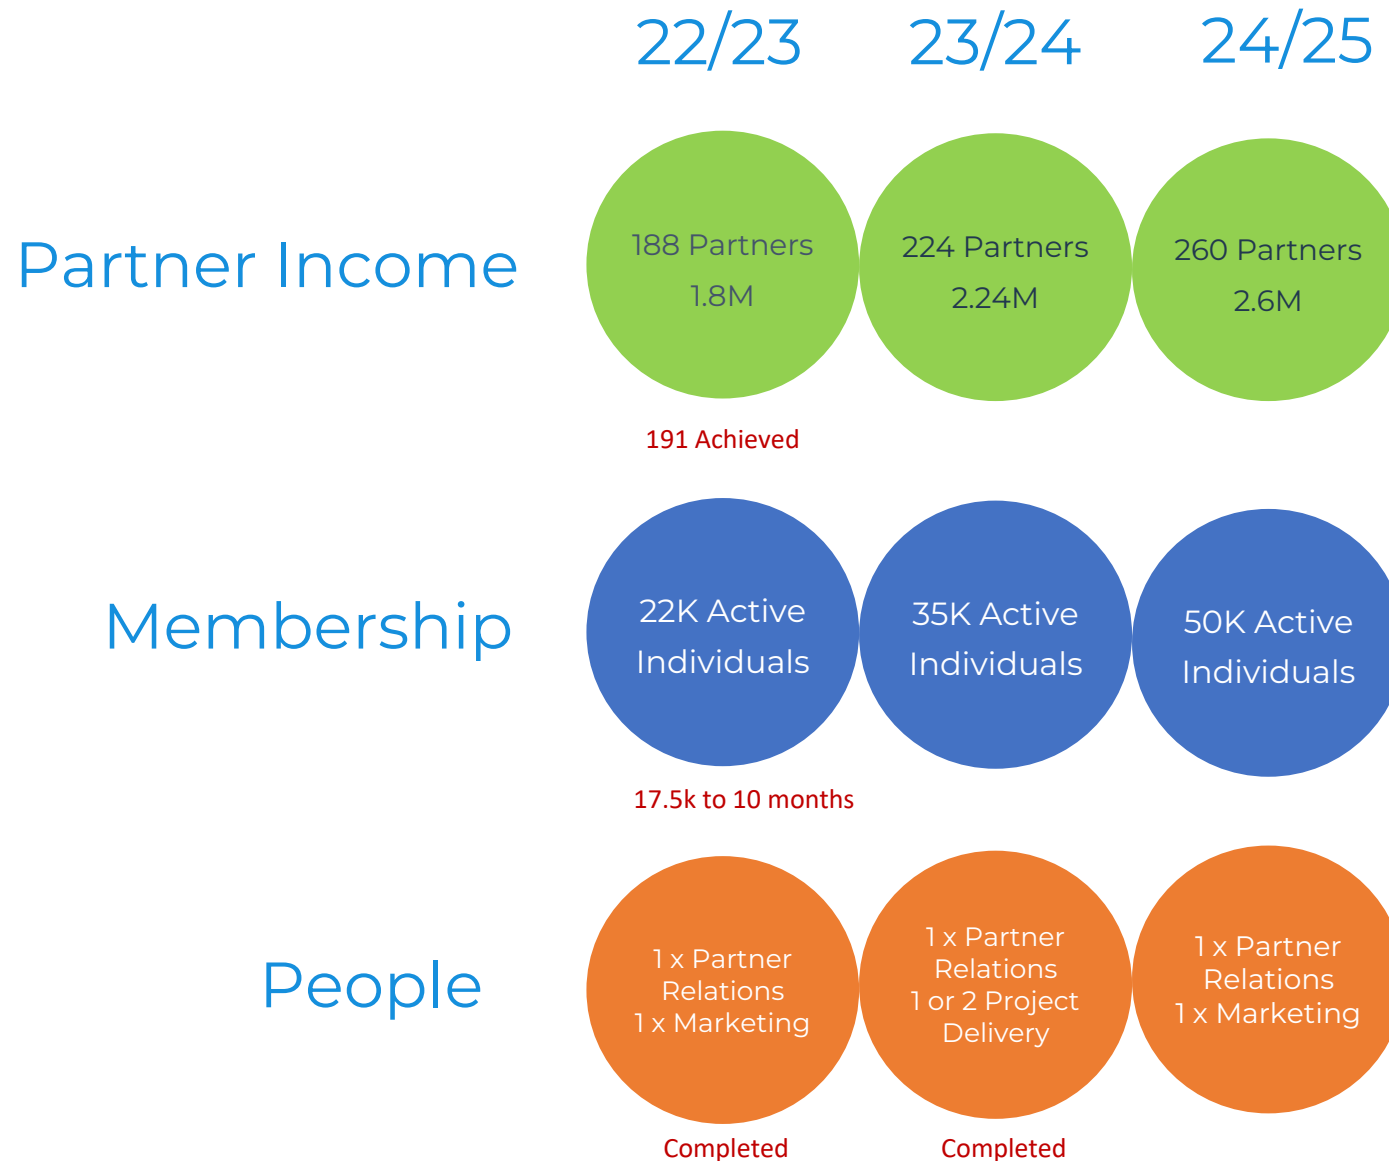 22/23 23/24 24/25
Partner Income
188 Partners
1.8M
224 Partners
2.24M
260 Partners
2.6M
191 Achieved
Membership
22K Active
Individuals
35K Active
Individuals
50K Active
Individuals
17.5k to 10 months
People
1 x Partner
Relations
1 x Marketing
1 x Partner
Relations
1 or 2 Project
Delivery
1 x Partner
Relations
1 x Marketing
Completed
Completed